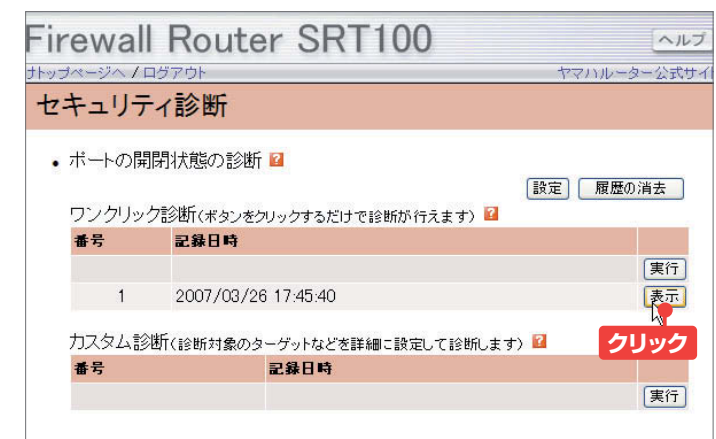 Firewall Router SRT100
ヘルプ
トップページへ / ログアウト
ヤマハルーター公式サイ
セキュリティ診断
• ポートの開閉状態の診断 ?
設定 履歴の消去
ワンクリック診断(ボタンをクリックするだけで診断が行えます) ?
番号 記録日時
実行
1 2007/03/26 17:45:40 表示
クリック
カスタム診断(診断対象のターゲットなどを詳細に設定して診断します) ?
番号 記録日時
実行